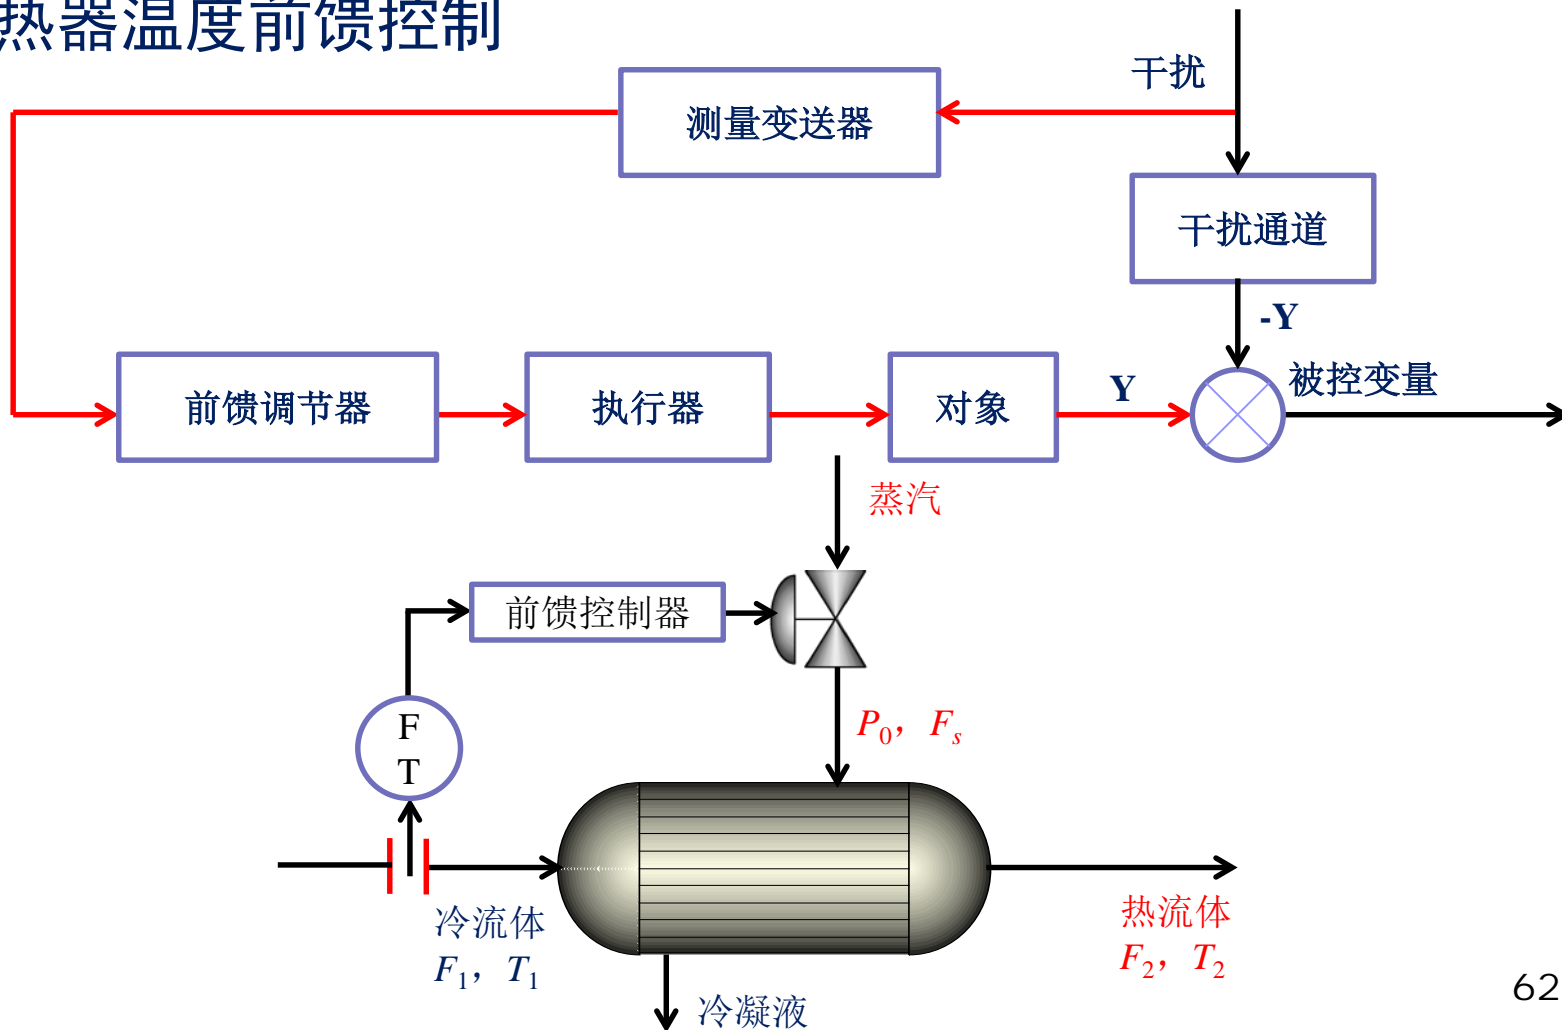 热器温度前馈控制
干扰
测量变送器
干扰通道
-Y
前馈调节器
执行器
对象
Y
被控变量
蒸汽
前馈控制器
F
T
P₀，Fₛ
冷流体
F₁，T₁
热流体
F₂，T₂
冷凝液
62